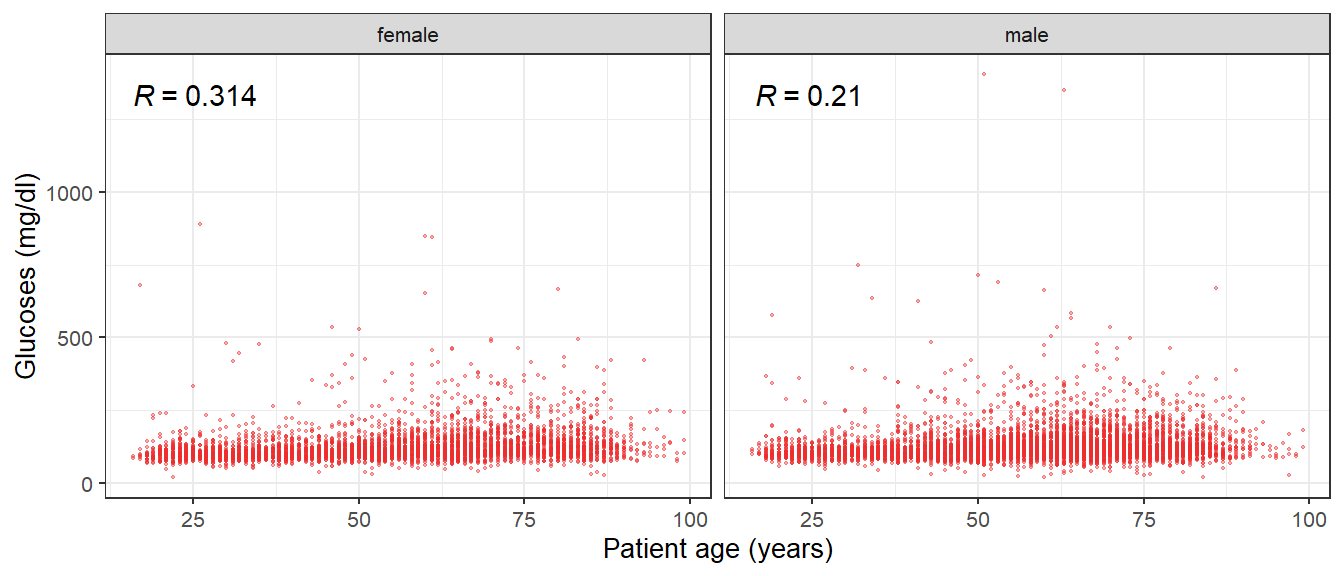 female
male
R = 0.314
R = 0.21
Glucoses (mg/dl)
1000
500
0
25 50 75 100
25 50 75 100
Patient age (years)